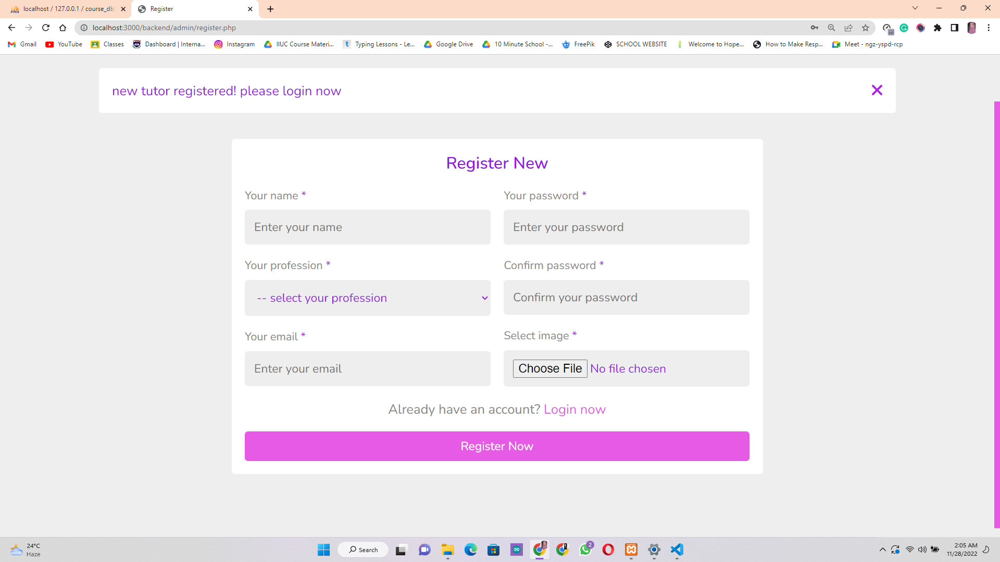 localhost / 127.0.0.1 / course_db
Register
localhost:3000/backend/admin/register.php
Gmail YouTube Classes Dashboard | Interna... Instagram IIUC Course Materi... Typing Lessons - Le... Google Drive 10 Minute School -... FreePik SCHOOL WEBSITE Welcome to Hope... How to Make Resp... Meet - ngz-yspd-rcp
new tutor registered! please login now
Register New
Your name * Your password *
Enter your name Enter your password
Your profession * Confirm password *
-- select your profession Confirm your password
Your email * Select image *
Enter your email Choose File No file chosen
Already have an account? Login now
Register Now
24°C
Haze
Search
2
2:05 AM
11/28/2022